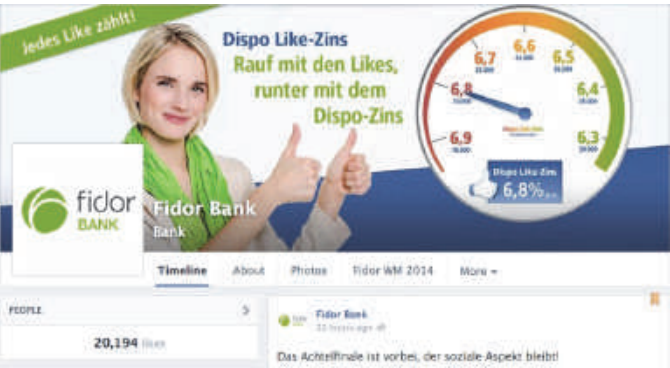 Jedes Like zählt!
Dispo Like-Zins
Rauf mit den Likes,
runter mit dem
Dispo-Zins
6,9
6,8
6,7
6,6
6,5
6,4
6,3
Dispo Like-Zins
6,8%
fidor
BANK
Fidor Bank
Bank
Timeline About Photos Fidor WM 2014 More
PEOPLE
20,194 likes
Fidor Bank
Das Achtelfinale ist vorbei, der soziale Aspekt bleibt!